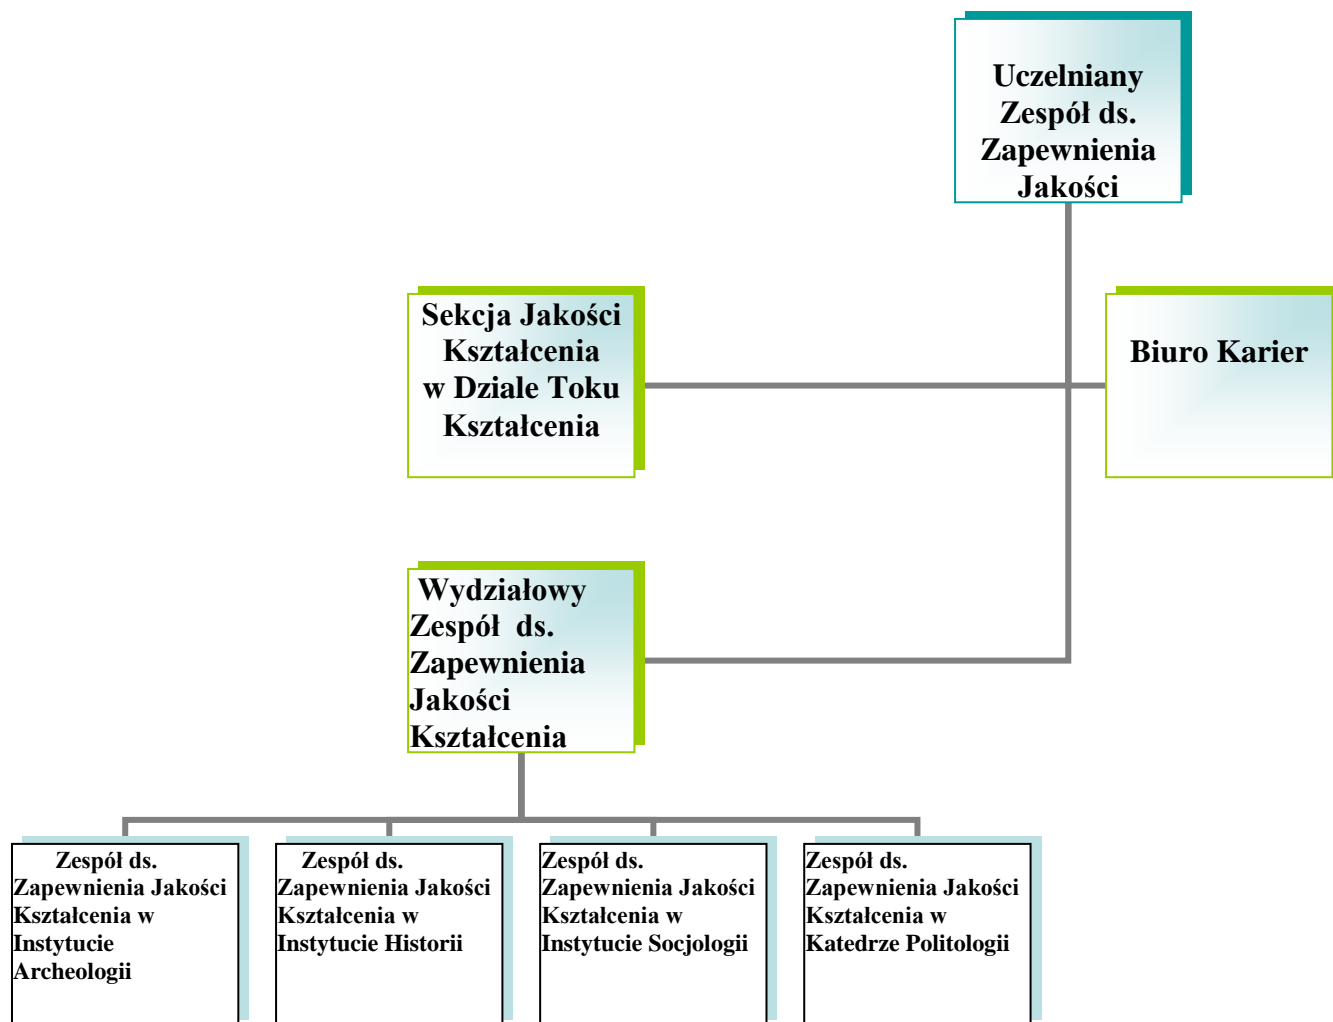 Uczelniany
Zespół ds.
Zapewnienia
Jakości
Sekcja Jakości
Kształcenia
w Dziale Toku
Kształcenia
Biuro Karier
Wydziałowy
Zespół ds.
Zapewnienia
Jakości
Kształcenia
Zespół ds.
Zapewnienia Jakości
Kształcenia w
Instytucie
Archeologii
Zespół ds.
Zapewnienia Jakości
Kształcenia w
Instytucie Historii
Zespół ds.
Zapewnienia Jakości
Kształcenia w
Instytucie Socjologii
Zespół ds.
Zapewnienia Jakości
Kształcenia w
Katedrze Politologii